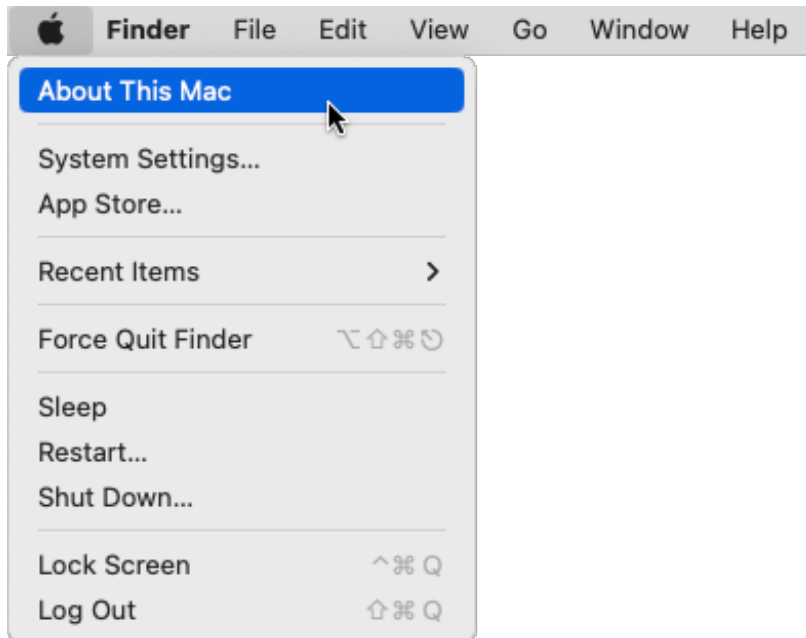 Finder File Edit View Go Window Help
About This Mac
System Settings...
App Store...
Recent Items
Force Quit Finder ⌥⇧⌘⎋
Sleep
Restart...
Shut Down...
Lock Screen ^⌘Q
Log Out ⇧⌘Q